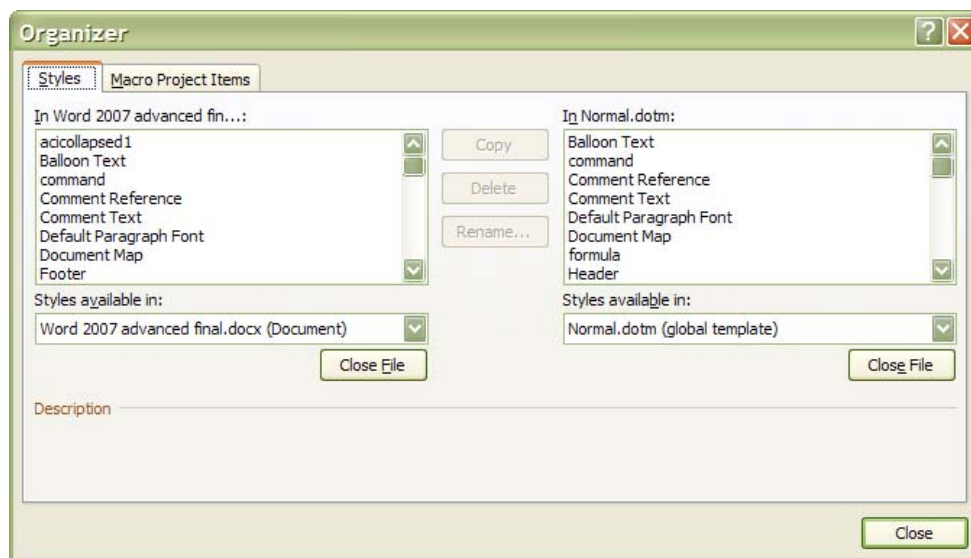 Organizer
Styles Macro Project Items
In Word 2007 advanced fin...:
acicollapsed1
Balloon Text
command
Comment Reference
Comment Text
Default Paragraph Font
Document Map
Footer
Styles available in:
Word 2007 advanced final.docx (Document)
Close File
Copy
Delete
Rename...
In Normal.dotm:
Balloon Text
command
Comment Reference
Comment Text
Default Paragraph Font
Document Map
formula
Header
Styles available in:
Normal.dotm (global template)
Close File
Description
Close